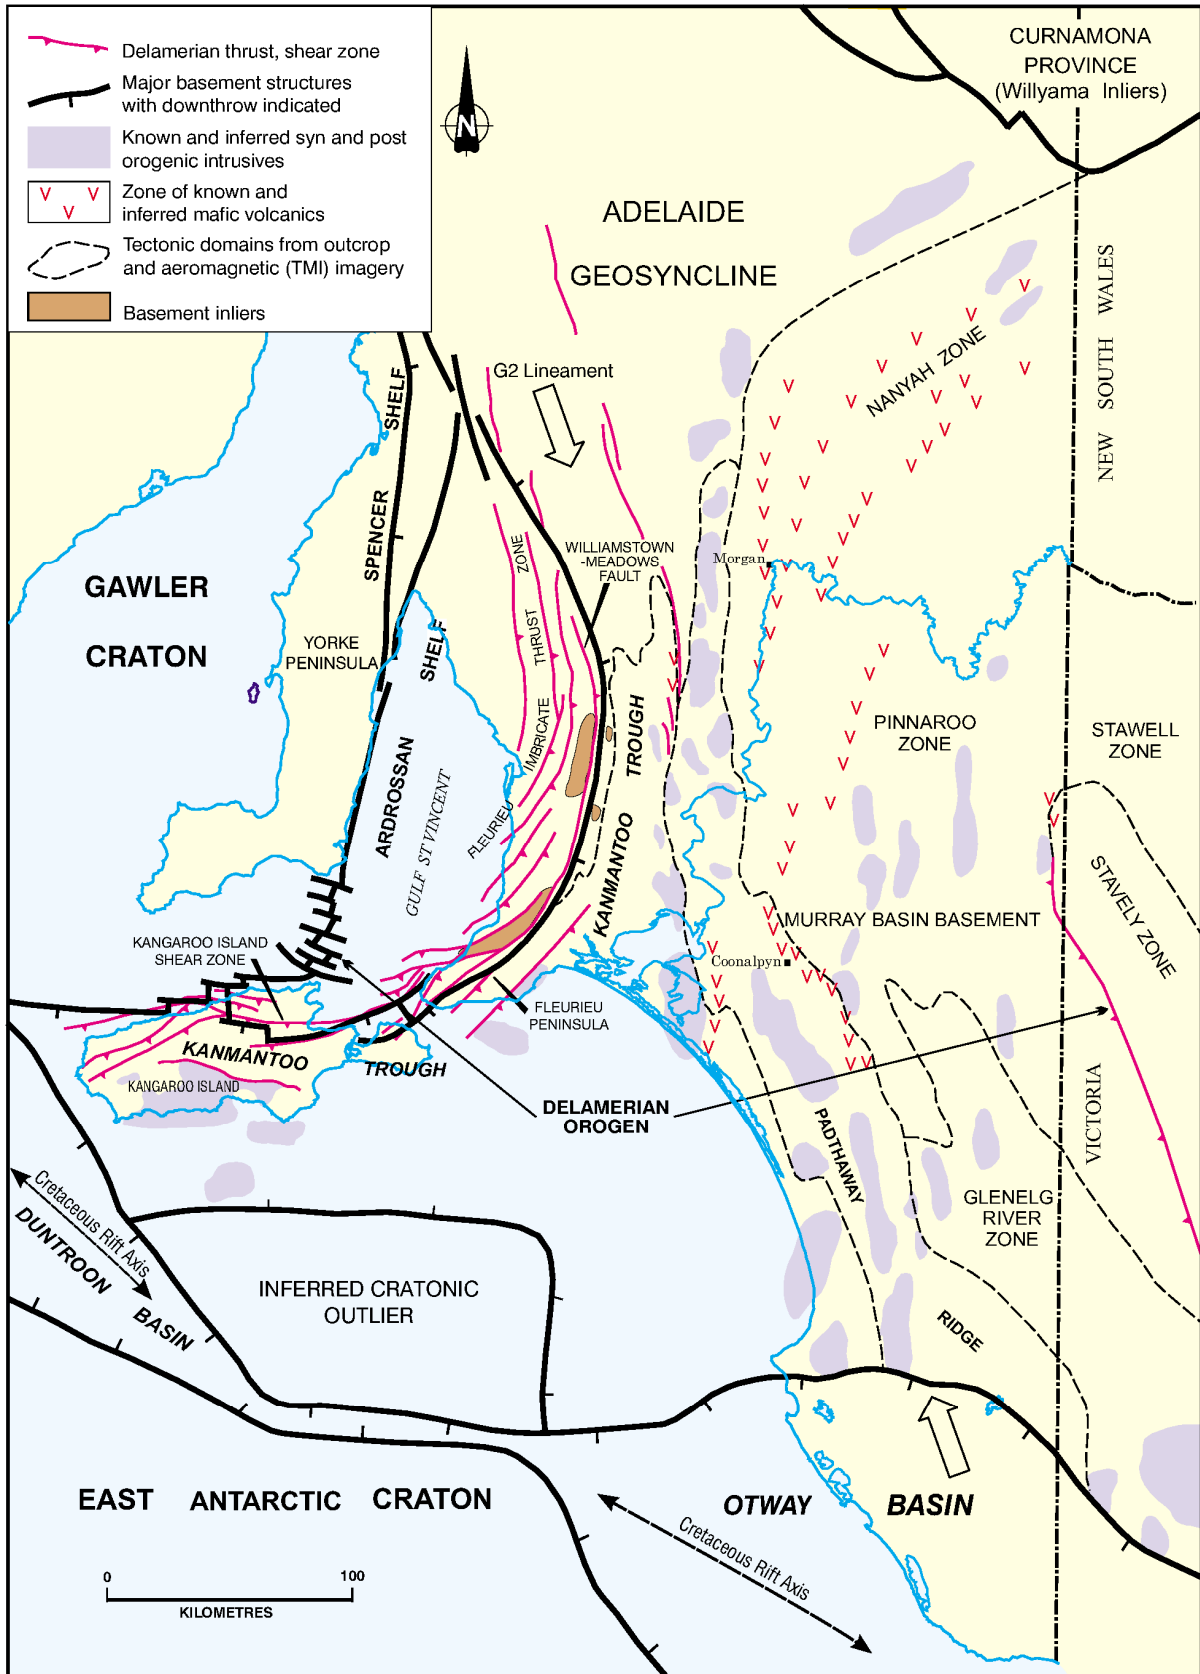 Delamerian thrust, shear zone
Major basement structures
with downthrow indicated
Known and inferred syn and post
orogenic intrusives
Zone of known and
inferred mafic volcanics
Tectonic domains from outcrop
and aeromagnetic (TMI) imagery
Basement inliers
N
CURNAMONA
PROVINCE
(Willyama Inliers)
ADELAIDE
GEOSYNCLINE
NEW SOUTH WALES
NANYAH ZONE
G2 Lineament
SPENCER SHELF
GAWLER
CRATON
YORKE
PENINSULA
ARDROSSAN SHELF
GULF ST VINCENT
FLEURIEU IMBRICATE THRUST ZONE
WILLIAMSTOWN
-MEADOWS
FAULT
Morgan
KANMANTOO TROUGH
PINNAROO
ZONE
STAWELL
ZONE
STAVELY ZONE
MURRAY BASIN BASEMENT
Coonalpyn
KANGAROO ISLAND
SHEAR ZONE
FLEURIEU
PENINSULA
KANMANTOO TROUGH
KANGAROO ISLAND
DELAMERIAN
OROGEN
VICTORIA
PADTHAWAY RIDGE
GLENELG
RIVER
ZONE
Cretaceous Rift Axis
DUNTROON BASIN
INFERRED CRATONIC
OUTLIER
EAST ANTARCTIC CRATON
OTWAY BASIN
Cretaceous Rift Axis
0 100
KILOMETRES